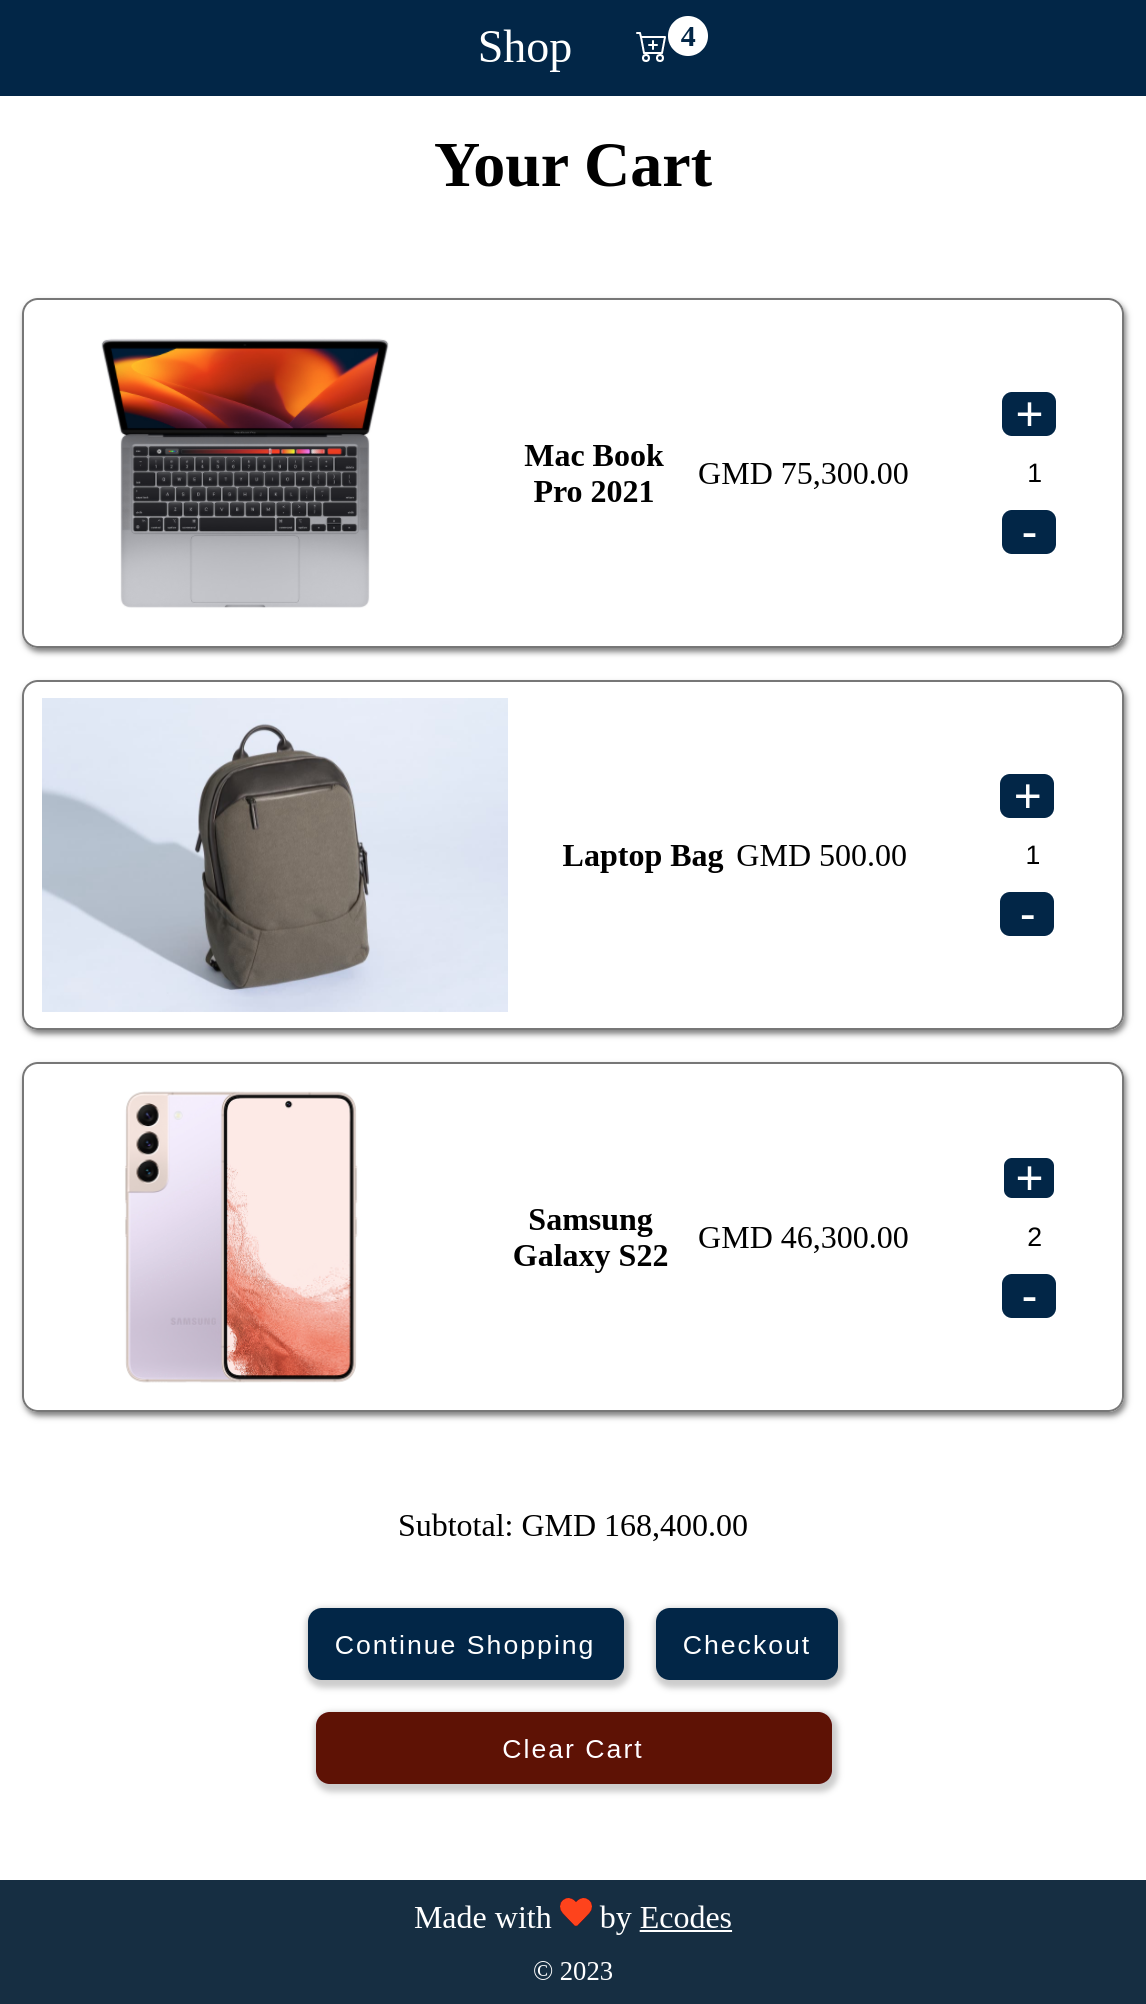 Shop 4
Your Cart
Mac Book
Pro 2021
GMD 75,300.00
+
1
-
Laptop Bag GMD 500.00
+
1
-
SAMSUNG
Samsung
Galaxy S22
GMD 46,300.00
+
2
-
Subtotal: GMD 168,400.00
Continue Shopping
Checkout
Clear Cart
Made with ❤ by Ecodes
© 2023